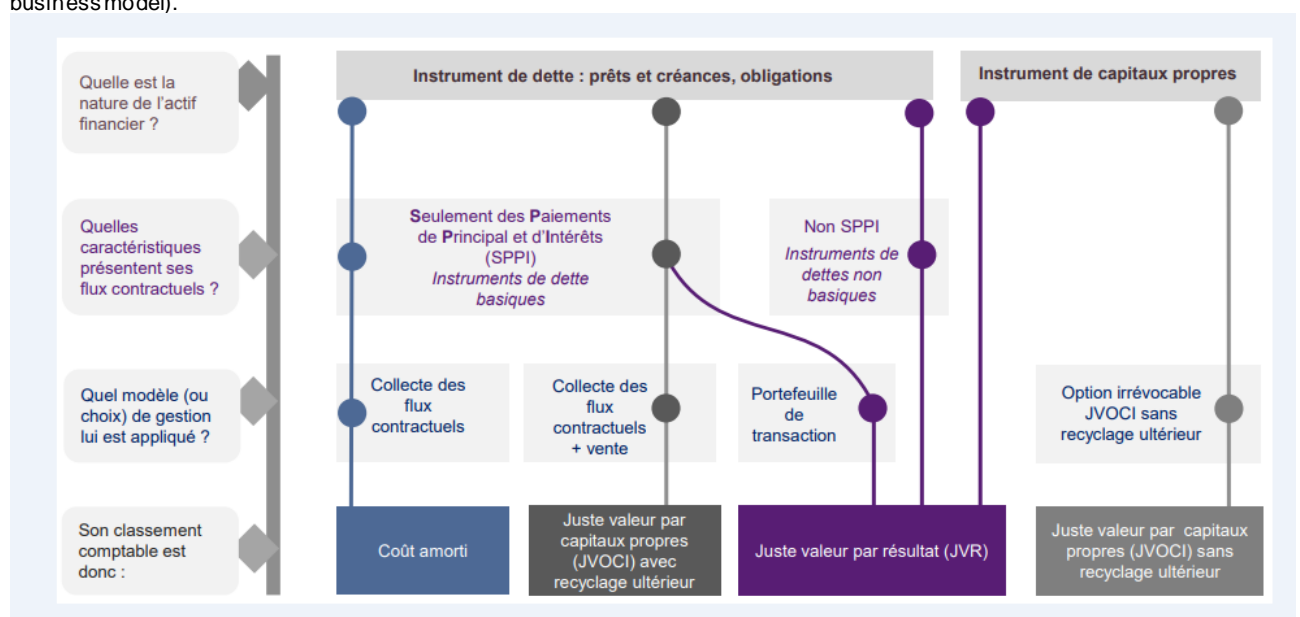 business model).
Quelle est la
nature de l'actif
financier ?
Instrument de dette : prêts et créances, obligations
Instrument de capitaux propres
Quelles
caractéristiques
présentent ses
flux contractuels ?
Seulement des Paiements
de Principal et d'Intérêts
(SPPI)
Instruments de dette
basiques
Non SPPI
Instruments de
dettes non
basiques
Quel modèle (ou
choix) de gestion
lui est appliqué ?
Collecte des
flux
contractuels
Collecte des
flux
contractuels
+ vente
Portefeuille
de
transaction
Option irrévocable
JVOCI sans
recyclage ultérieur
Son classement
comptable est
donc :
Coût amorti
Juste valeur par
capitaux propres
(JVOCI) avec
recyclage ultérieur
Juste valeur par résultat (JVR)
Juste valeur par capitaux
propres (JVOCI) sans
recyclage ultérieur